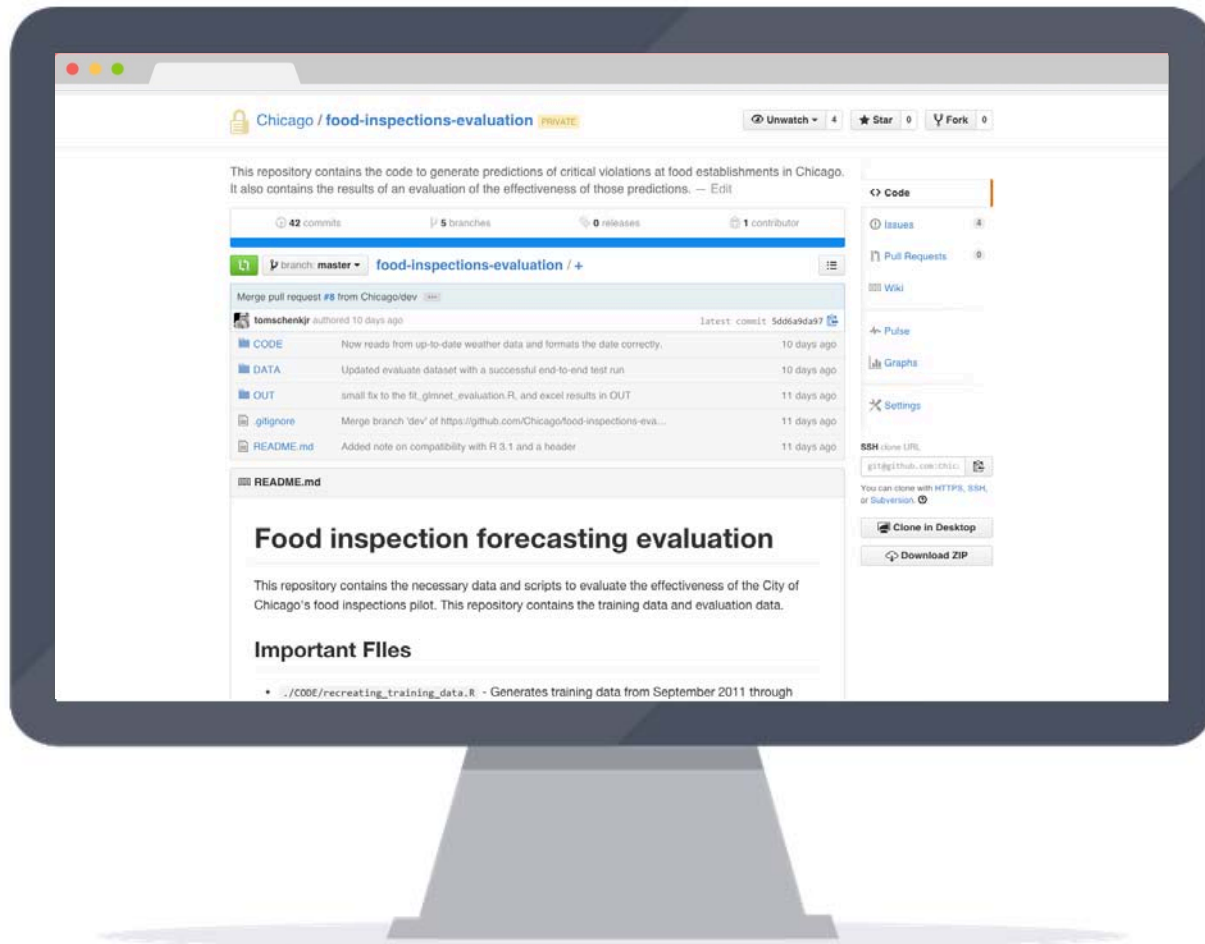 Chicago / food-inspections-evaluation PRIVATE
Unwatch 4 Star 0 Fork 0
This repository contains the code to generate predictions of critical violations at food establishments in Chicago.
It also contains the results of an evaluation of the effectiveness of those predictions. — Edit
42 commits 5 branches 0 releases 1 contributor
branch: master food-inspections-evaluation / +
Merge pull request #8 from Chicago/dev
tomschenkjr authored 10 days ago latest commit 5dd6a9da97
CODE Now reads from up-to-date weather data and formats the date correctly. 10 days ago
DATA Updated evaluate dataset with a successful end-to-end test run 10 days ago
OUT small fix to the fit_glmnet_evaluation.R, and excel results in OUT 11 days ago
.gitignore Merge branch 'dev' of https://github.com/Chicago/food-inspections-eva... 11 days ago
README.md Added note on compatibility with R 3.1 and a header 11 days ago
README.md
Food inspection forecasting evaluation
This repository contains the necessary data and scripts to evaluate the effectiveness of the City of
Chicago's food inspections pilot. This repository contains the training data and evaluation data.
Important FIles
• ./CODE/recreating_training_data.R - Generates training data from September 2011 through
<> Code
Issues 4
Pull Requests 0
Wiki
Pulse
Graphs
Settings
SSH clone URL
git@github.com:Chic
You can clone with HTTPS, SSH,
or Subversion.
Clone in Desktop
Download ZIP